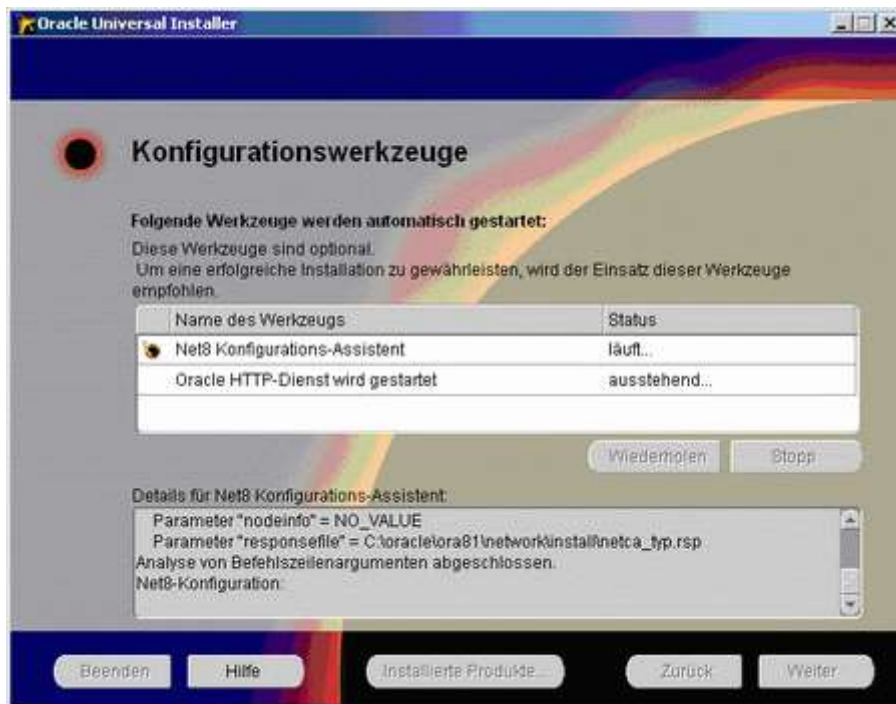 Oracle Universal Installer
Konfigurationswerkzeuge
Folgende Werkzeuge werden automatisch gestartet:
Diese Werkzeuge sind optional.
Um eine erfolgreiche Installation zu gewährleisten, wird der Einsatz dieser Werkzeuge
empfohlen.
Name des Werkzeugs Status
Net8 Konfigurations-Assistent läuft...
Oracle HTTP-Dienst wird gestartet ausstehend...
Wiederholen Stopp
Details für Net8 Konfigurations-Assistent:
Parameter "nodeinfo" = NO_VALUE
Parameter "responsefile" = C:\oracle\ora81\network\install\netca_typ.rsp
Analyse von Befehlszeilenargumenten abgeschlossen.
Net8-Konfiguration:
Beenden Hilfe Installierte Produkte... Zurück Weiter